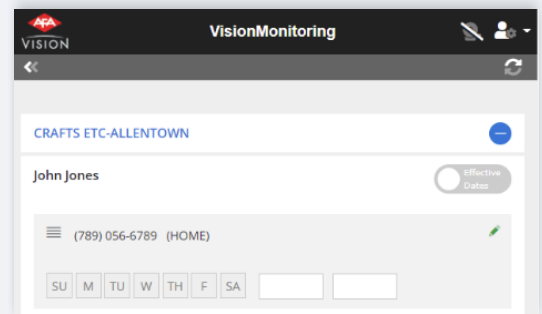 AFA
VISION
VisionMonitoring
CRAFTS ETC-ALLENTOWN
John Jones
Effective
Dates
(789) 056-6789 (HOME)
SU M TU W TH F SA